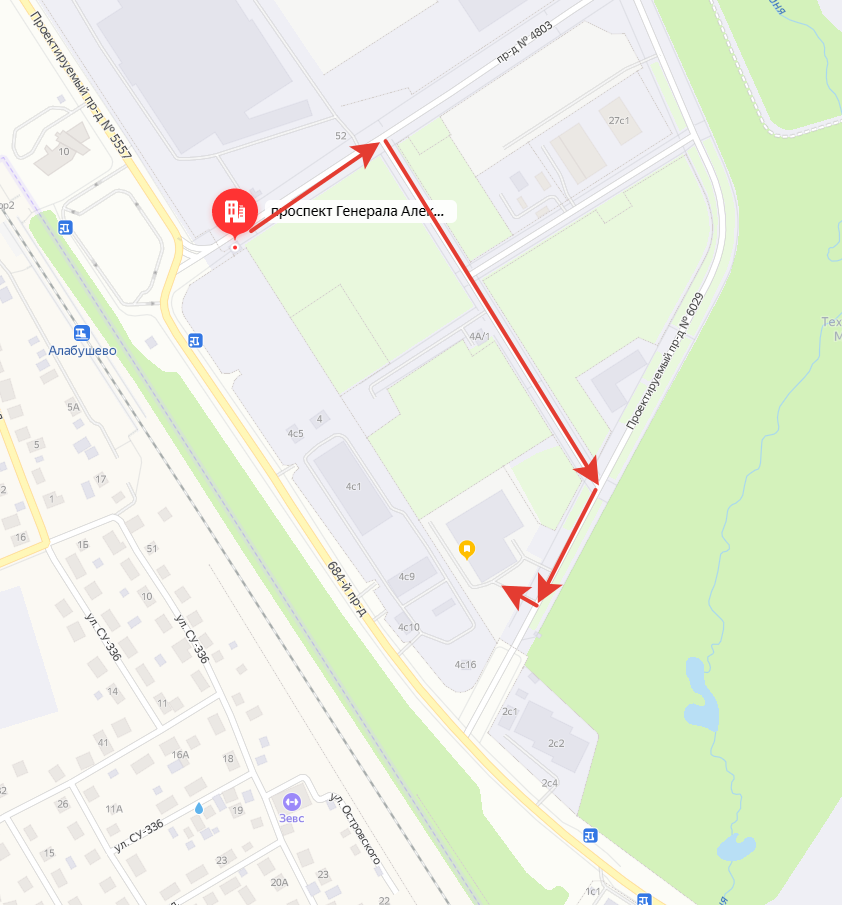 Проектируемый пр-д № 5557
пр-д № 4803
27с1
52
10
проспект Генерала Алек...
Алабушево
4А/1
Проектируемый пр-д № 6029
5А
4
4с5
5
4с1
17
1
16
1Б
51
684-й пр-д
4с9
10
ул. СУ-336
ул. СУ-336
4с10
4с16
14
11
2с1
41
16А
18
2с2
2с4
26
11А
19
Зевс
ул. Островского
ул. СУ-336
15
23
20А
23
22
1с1